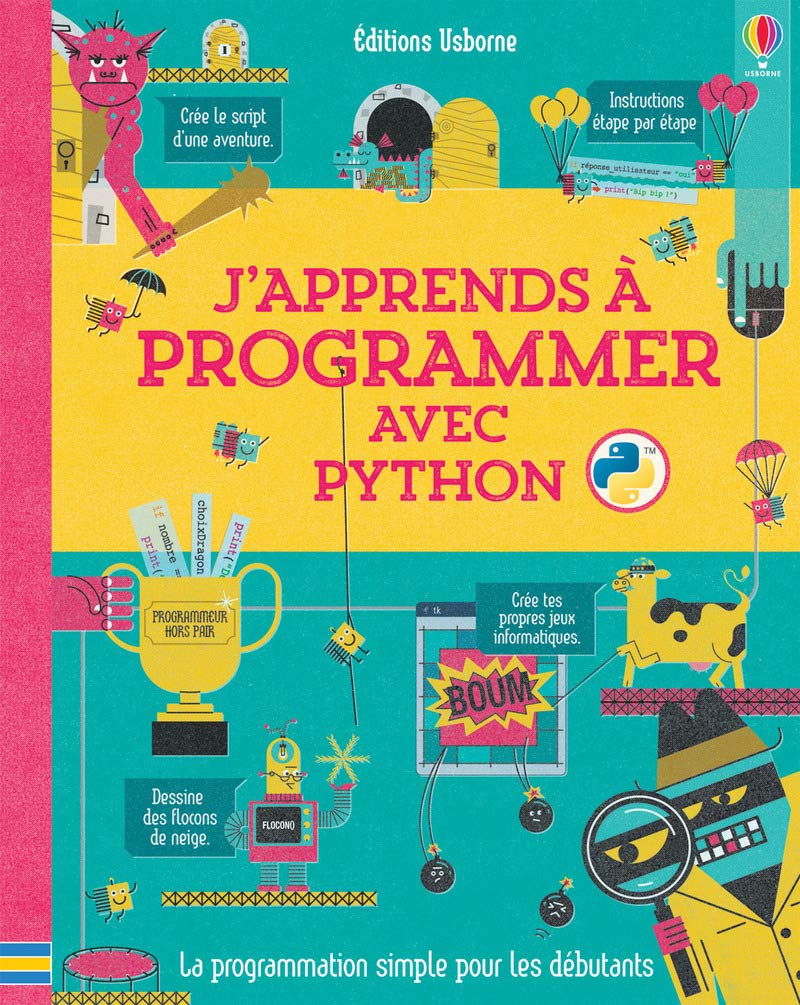 Éditions Usborne
USBORNE
Crée le script
d'une aventure.
I
Instructions
étape par étape
if réponse_utilisateur == "oui"
print("Bip bip !")
J'APPRENDS À
PROGRAMMER
AVEC
PYTHON
TM
if nombre ==
print(
choixDragon
print("D
PROGRAMMEUR
HORS PAIR
tk
Crée tes
propres jeux
informatiques.
BOUM
Dessine
des flocons
de neige.
FLOCON()
La programmation simple pour les débutants